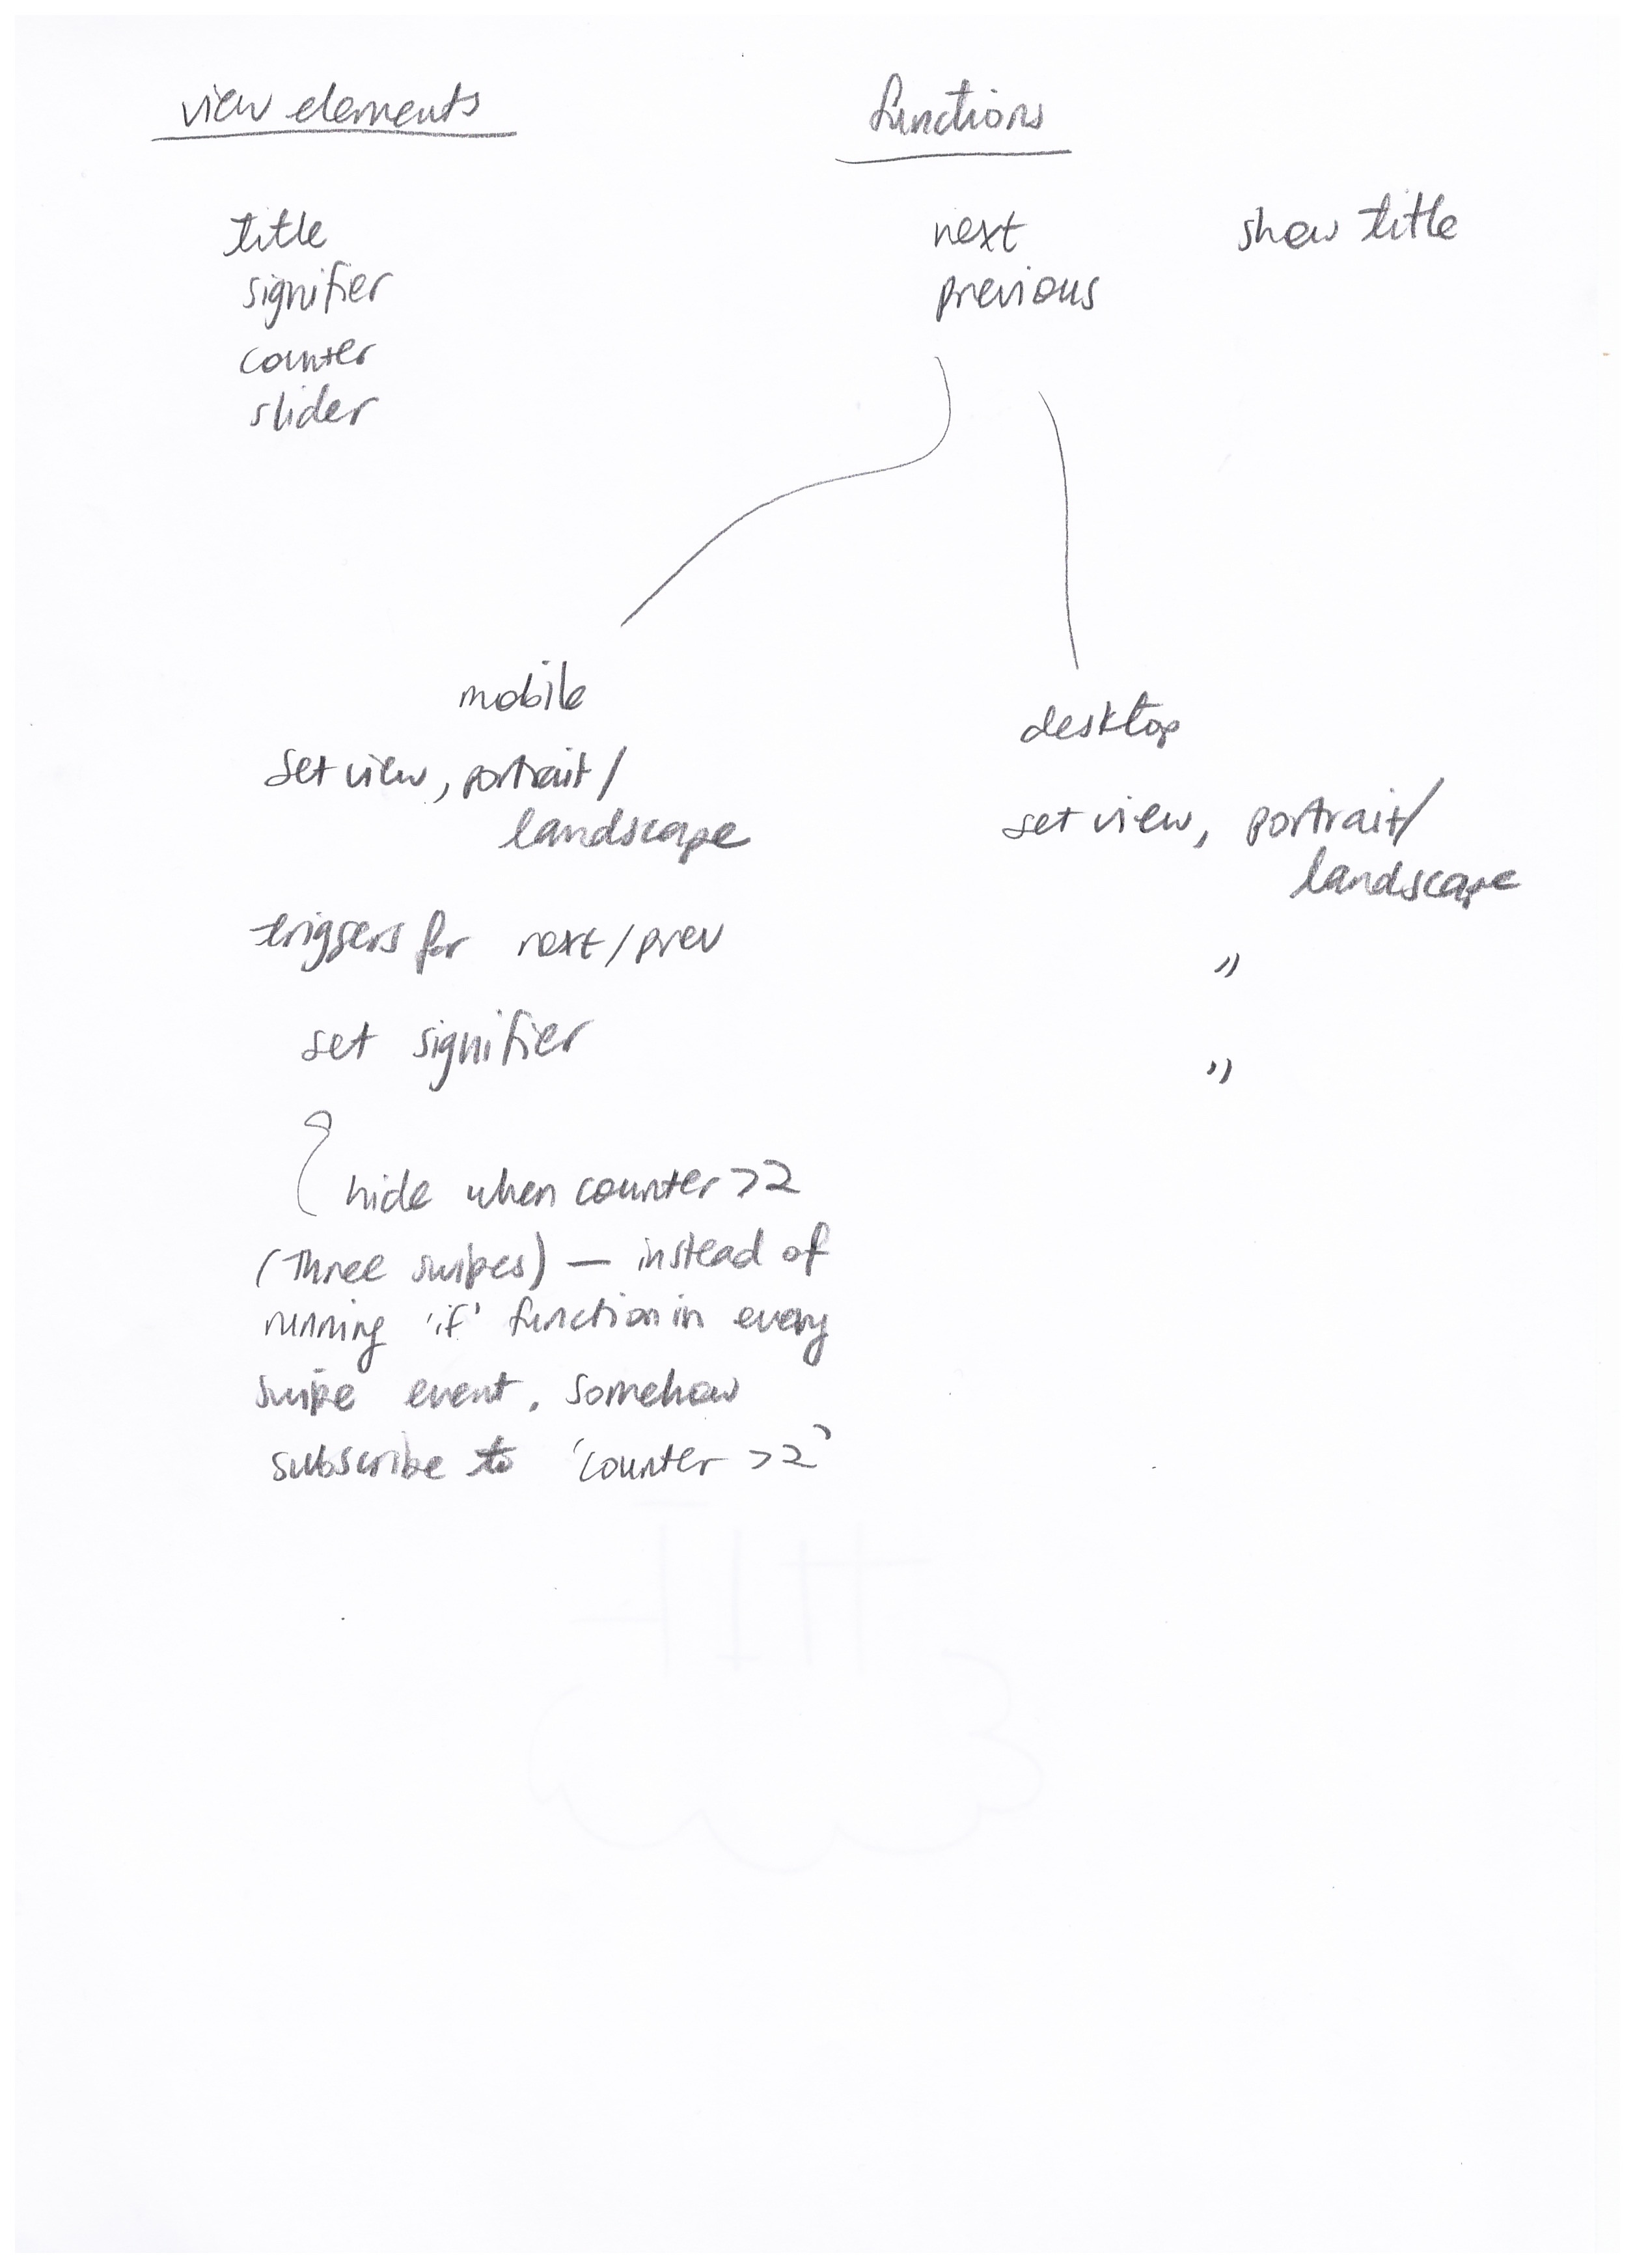 view elements
functions
title
signifier
counter
slider
next
previous
show title
mobile
set view, portrait/
landscape
triggers for next/prev
set signifier
hide when counter >2
(three swipes) — instead of
running 'if' function in every
swipe event. Somehow
subscribe to 'counter >2'
desktop
set view, portrait/
landscape
"
"